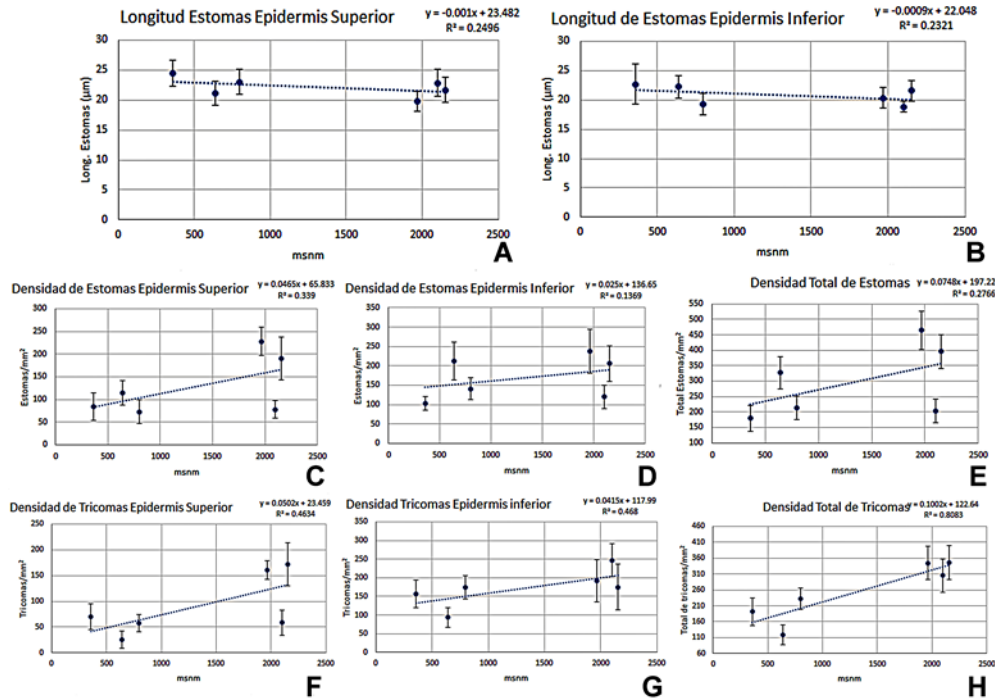 Longitud Estomas Epidermis Superior
y = -0.001x + 23.482
R² = 0.2496
Long. Estomas (µm)
30
25
20
15
10
5
0
0 500 1000 1500 2000 2500
msnm
A
Longitud de Estomas Epidermis Inferior
y = -0.0009x + 22.048
R² = 0.2321
Long. Estomas (µm)
30
25
20
15
10
5
0
0 500 1000 1500 2000 2500
msnm
B
Densidad de Estomas Epidermis Superior
y = 0.0465x + 65.833
R² = 0.339
Estomas/mm²
300
250
200
150
100
50
0
0 500 1000 1500 2000 2500
msnm
C
Densidad de Estomas Epidermis Inferior
y = 0.025x + 136.65
R² = 0.1369
Estomas/mm²
350
300
250
200
150
100
50
0
0 500 1000 1500 2000 2500
msnm
D
Densidad Total de Estomas
y = 0.0748x + 197.22
R² = 0.2766
Total Estomas/mm²
550
500
450
400
350
300
250
200
150
100
0 500 1000 1500 2000 2500
msnm
E
Densidad de Tricomas Epidermis Superior
y = 0.0502x + 23.459
R² = 0.4634
Tricomas/mm²
250
200
150
100
50
0
0 500 1000 1500 2000 2500
msnm
F
Densidad Tricomas Epidermis inferior
y = 0.0415x + 117.99
R² = 0.468
Tricomas/mm²
350
300
250
200
150
100
50
0
0 500 1000 1500 2000 2500
msnm
G
Densidad Total de Tricomas
y = 0.1002x + 122.64
R² = 0.8083
Total de tricomas/mm²
460
410
360
310
260
210
160
110
60
0 500 1000 1500 2000 2500
msnm
H